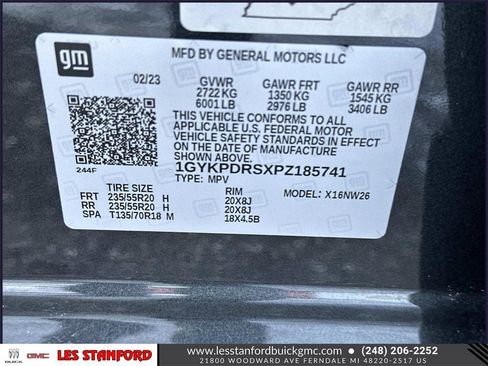 gm
MFD BY GENERAL MOTORS LLC
02/23 GVWR GAWR FRT GAWR RR
2722 KG 1350 KG 1545 KG
6001 LB 2976 LB 3406 LB
THIS VEHICLE CONFORMS TO ALL
APPLICABLE U.S. FEDERAL MOTOR
VEHICLE SAFETY STANDARDS IN EFFECT
ON THE DATE OF MANUFACTURE
SHOWN ABOVE.
244F
1GYKPDRSXPZ185741
TYPE: MPV MODEL: X16NW26
TIRE SIZE RIM
FRT 235/55R20 H 20X8J
RR 235/55R20 H 20X8J
SPA T135/70R18 M 18X4.5B
BUICK GMC LES STANFORD www.lesstanfordbuickgmc.com • (248) 206-2252
21800 WOODWARD AVE FERNDALE MI 48220-2517 US